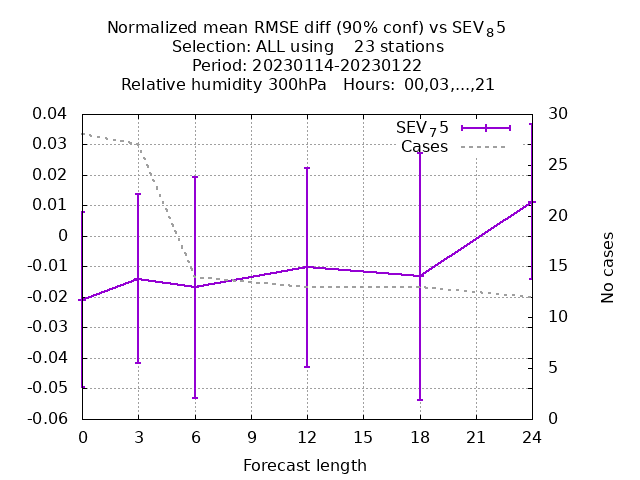 Normalized mean RMSE diff (90% conf) vs SEV₈5
Selection: ALL using 23 stations
Period: 20230114-20230122
Relative humidity 300hPa Hours: 00,03,...,21
SEV₇5
Cases
0.04
0.03
0.02
0.01
0
-0.01
-0.02
-0.03
-0.04
-0.05
-0.06
30
25
20
15
10
5
0
No cases
0 3 6 9 12 15 18 21 24
Forecast length